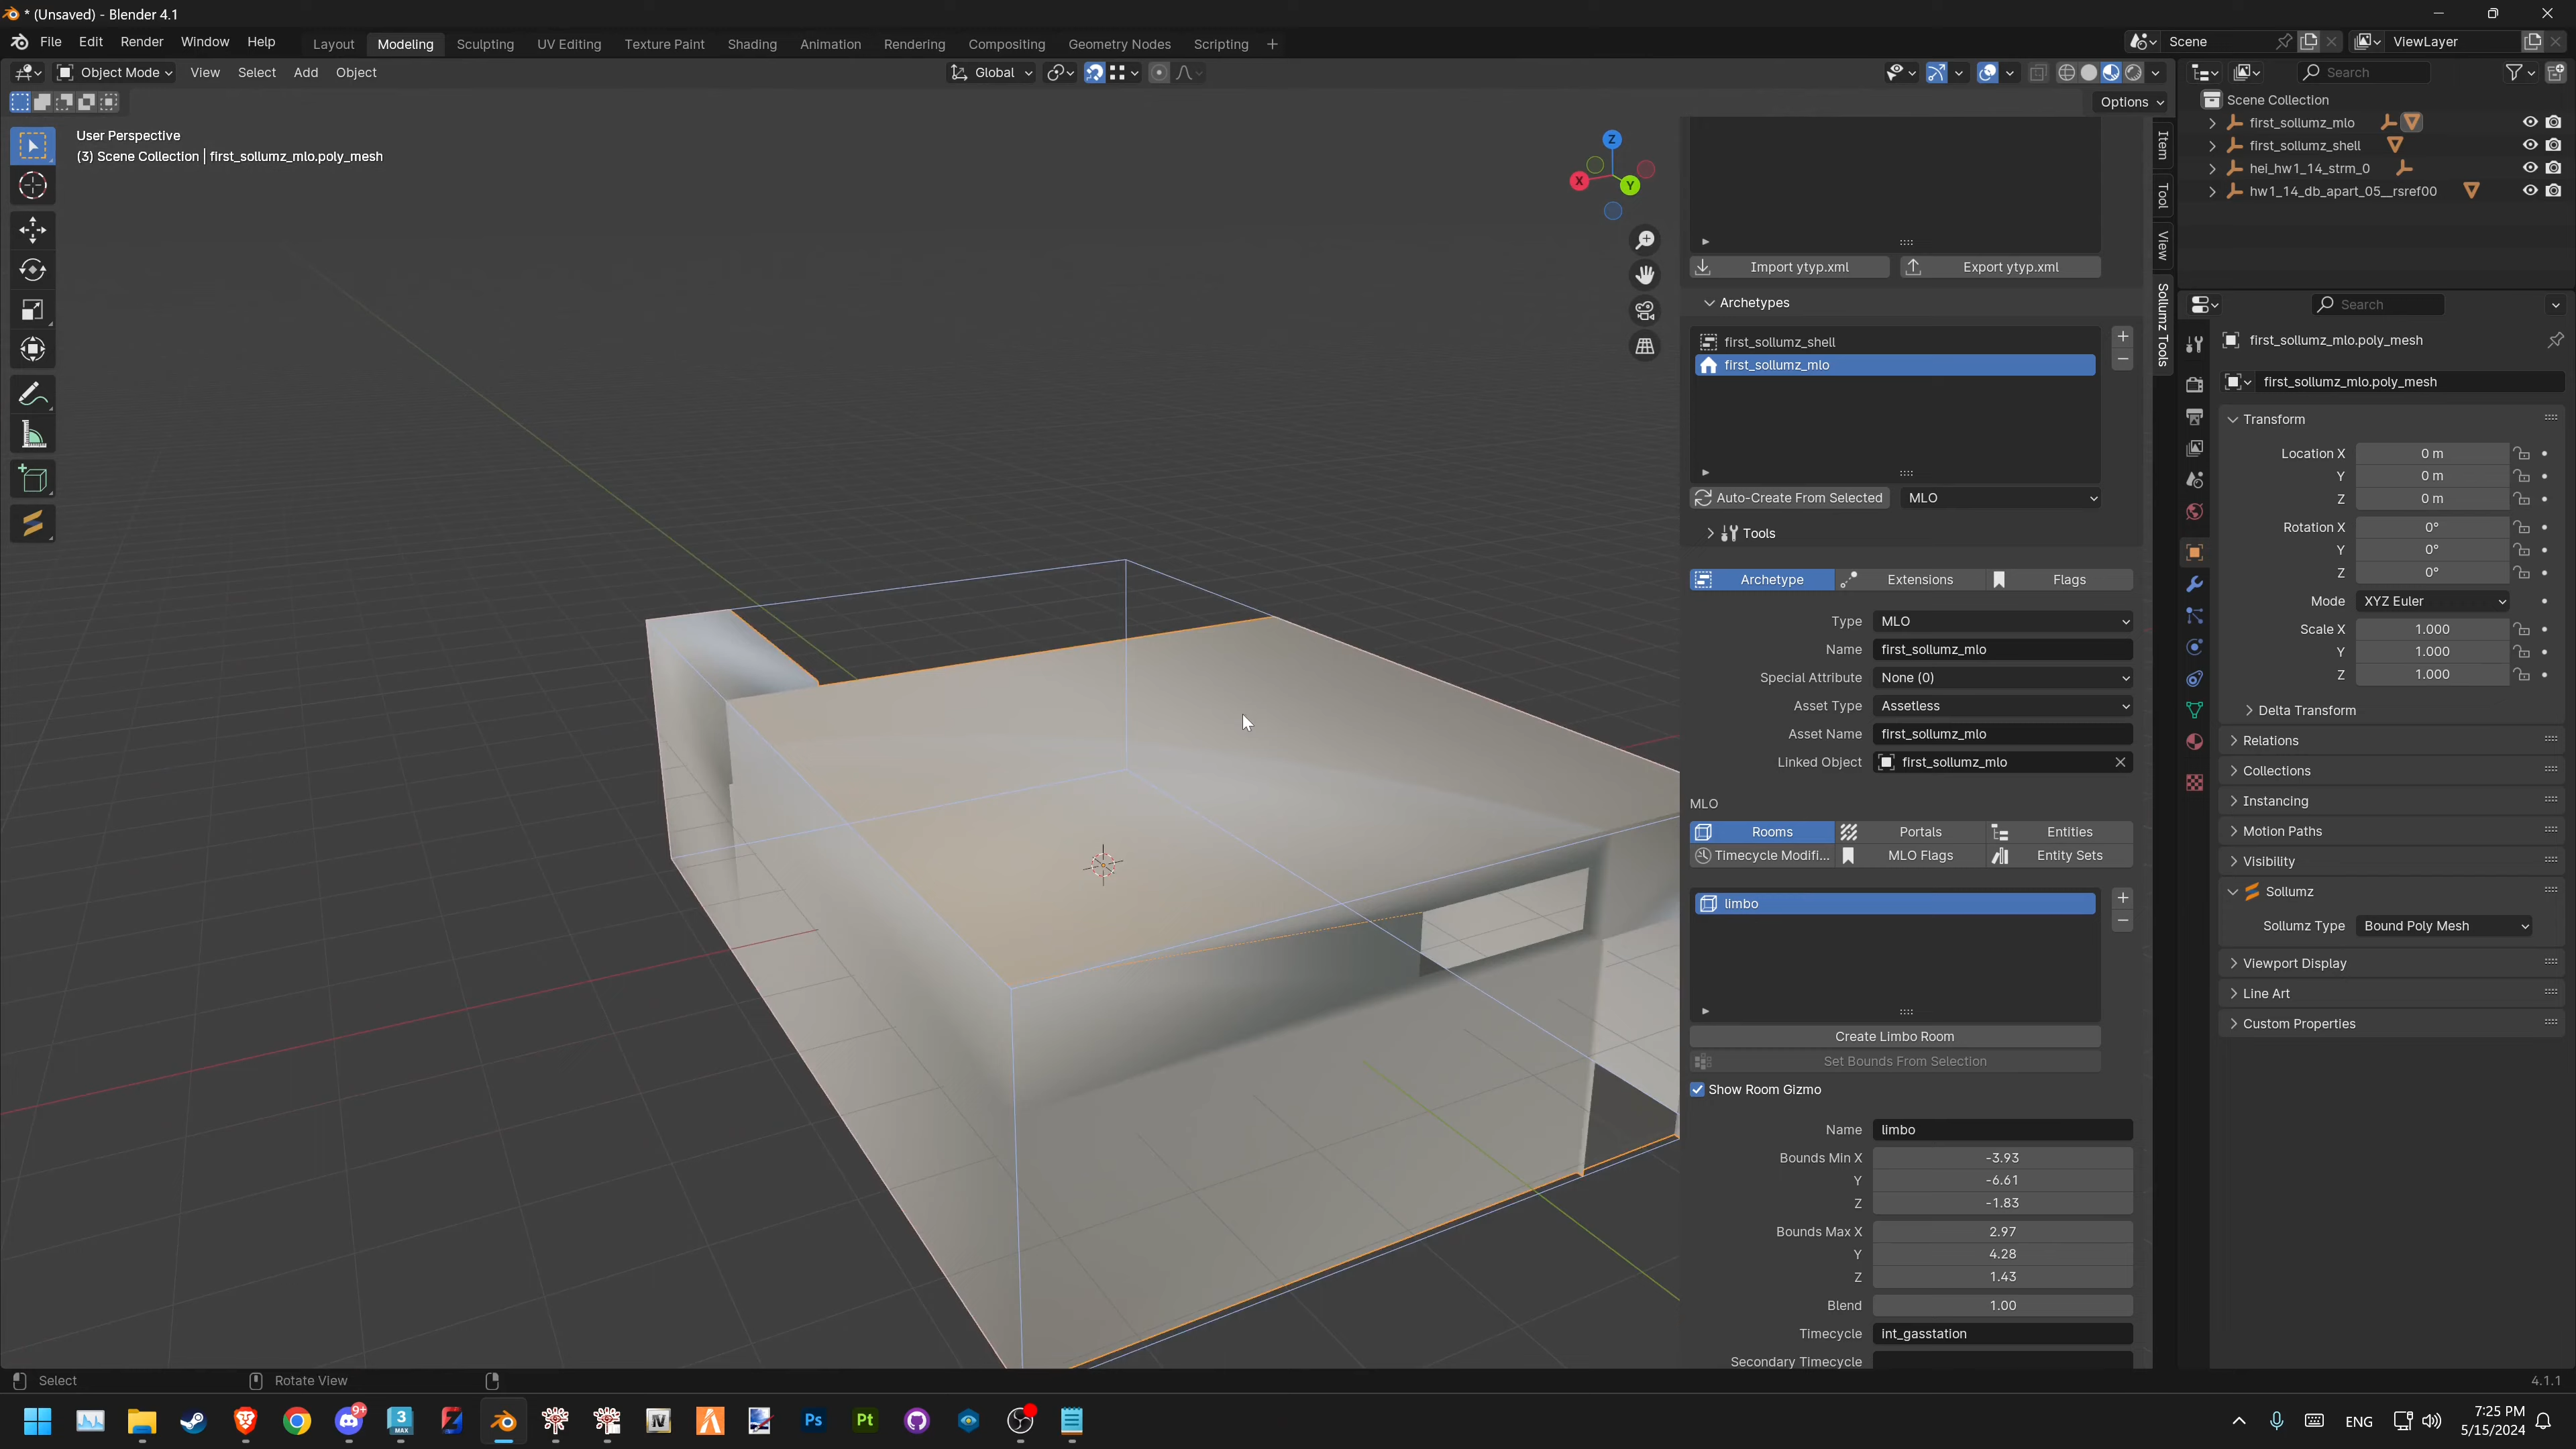 * (Unsaved) - Blender 4.1
File Edit Render Window Help
Layout Modeling Sculpting UV Editing Texture Paint Shading Animation Rendering Compositing Geometry Nodes Scripting +
Scene
ViewLayer
Object Mode View Select Add Object
Global
Search
Options
User Perspective
(3) Scene Collection | first_sollumz_mlo.poly_mesh
Z
X
Y
Item
Tool
View
Sollumz Tools
Import ytyp.xml
Export ytyp.xml
Archetypes
first_sollumz_shell
first_sollumz_mlo
Auto-Create From Selected
MLO
Tools
Archetype
Extensions
Flags
Type MLO
Name first_sollumz_mlo
Special Attribute None (0)
Asset Type Assetless
Asset Name first_sollumz_mlo
Linked Object first_sollumz_mlo
MLO
Rooms Portals Entities
Timecycle Modifi... MLO Flags Entity Sets
limbo
Create Limbo Room
Set Bounds From Selection
Show Room Gizmo
Name limbo
Bounds Min X -3.93
Y -6.61
Z -1.83
Bounds Max X 2.97
Y 4.28
Z 1.43
Blend 1.00
Timecycle int_gasstation
Secondary Timecycle
Scene Collection
first_sollumz_mlo
first_sollumz_shell
hei_hw1_14_strm_0
hw1_14_db_apart_05__rsref00
Search
first_sollumz_mlo.poly_mesh
first_sollumz_mlo.poly_mesh
Transform
Location X 0 m
Y 0 m
Z 0 m
Rotation X 0°
Y 0°
Z 0°
Mode XYZ Euler
Scale X 1.000
Y 1.000
Z 1.000
Delta Transform
Relations
Collections
Instancing
Motion Paths
Visibility
Sollumz
Sollumz Type Bound Poly Mesh
Viewport Display
Line Art
Custom Properties
Select
Rotate View
4.1.1
9+
3
MAX
Ps
Pt
ENG
7:25 PM
5/15/2024